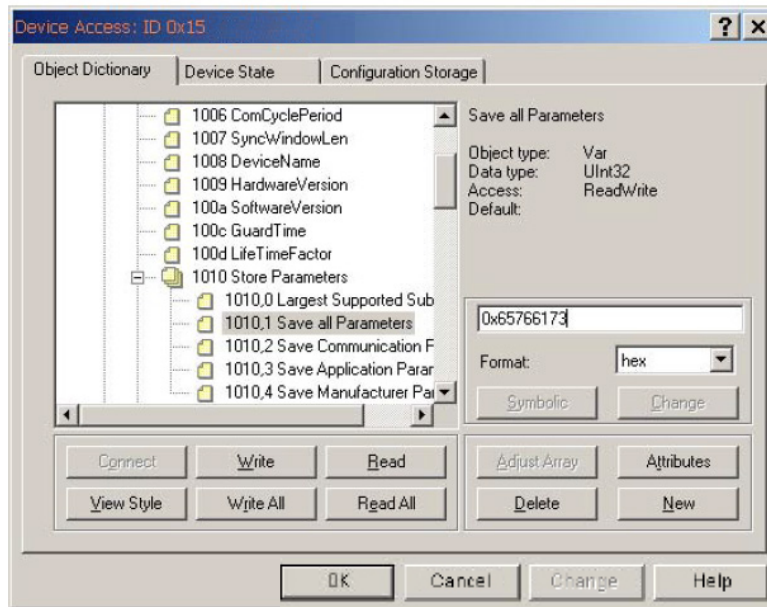 Device Access: ID 0x15
Object Dictionary
Device State
Configuration Storage
1006 ComCyclePeriod
1007 SyncWindowLen
1008 DeviceName
1009 HardwareVersion
100a SoftwareVersion
100c GuardTime
100d LifeTimeFactor
1010 Store Parameters
1010,0 Largest Supported Sub
1010,1 Save all Parameters
1010,2 Save Communication F
1010,3 Save Application Parar
1010,4 Save Manufacturer Par
Save all Parameters
Object type: Var
Data type: UInt32
Access: ReadWrite
Default:
0x65766173
Format: hex
Symbolic Change
Connect Write Read
View Style Write All Read All
Adjust Array Attributes
Delete New
OK Cancel Change Help